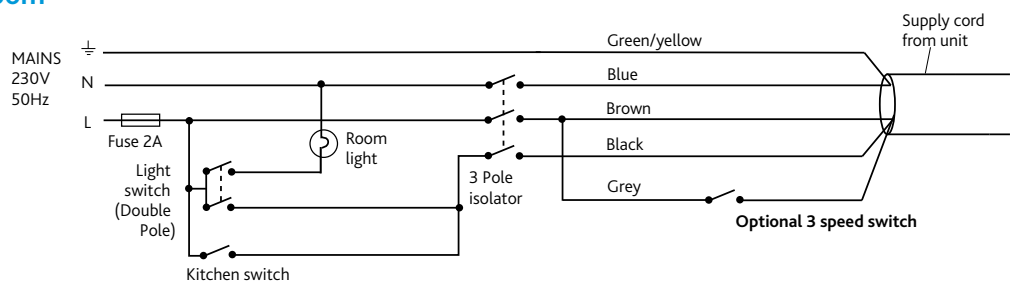 Supply cord
from unit
MAINS
230V
50Hz
Green/yellow
N
Blue
L
Brown
Fuse 2A
Room
light
Black
Light
switch
(Double
Pole)
3 Pole
isolator
Grey
Optional 3 speed switch
Kitchen switch